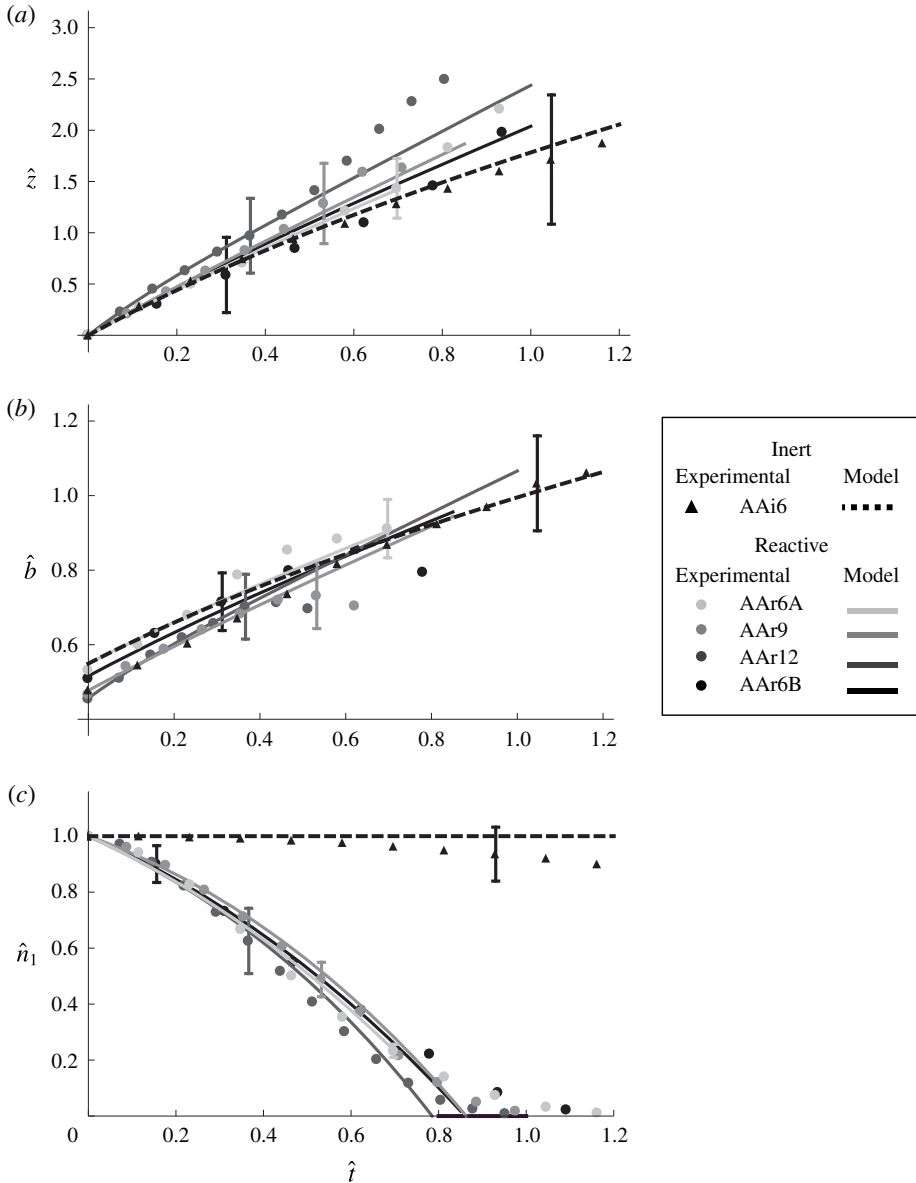 (a)
3.0
2.5
2.0
ẑ 1.5
1.0
0.5
0.2 0.4 0.6 0.8 1.0 1.2
(b)
1.2
1.0
b̂ 0.8
0.6
0.2 0.4 0.6 0.8 1.0 1.2
Inert
Experimental Model
AAi6
Reactive
Experimental Model
AAr6A
AAr9
AAr12
AAr6B
(c)
1.0
0.8
n̂1 0.6
0.4
0.2
0 0.2 0.4 0.6 0.8 1.0 1.2
t̂